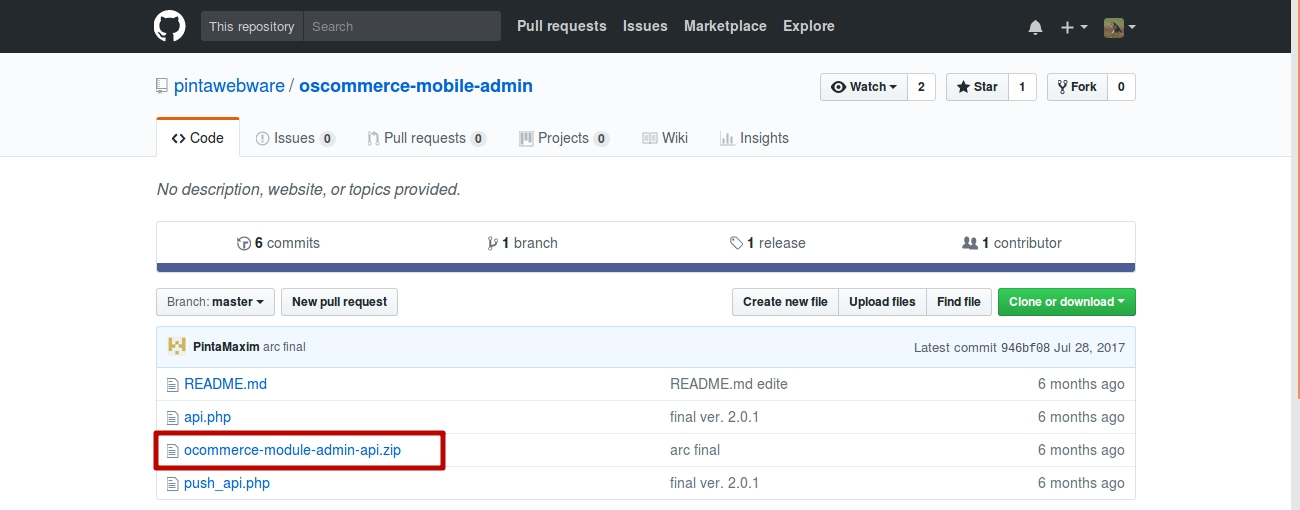 This repository Search Pull requests Issues Marketplace Explore
pintawebware / oscommerce-mobile-admin Watch 2 Star 1 Fork 0
Code Issues 0 Pull requests 0 Projects 0 Wiki Insights
No description, website, or topics provided.
6 commits 1 branch 1 release 1 contributor
Branch: master New pull request Create new file Upload files Find file Clone or download
PintaMaxim arc final Latest commit 946bf08 Jul 28, 2017
README.md README.md edite 6 months ago
api.php final ver. 2.0.1 6 months ago
ocommerce-module-admin-api.zip arc final 6 months ago
push_api.php final ver. 2.0.1 6 months ago